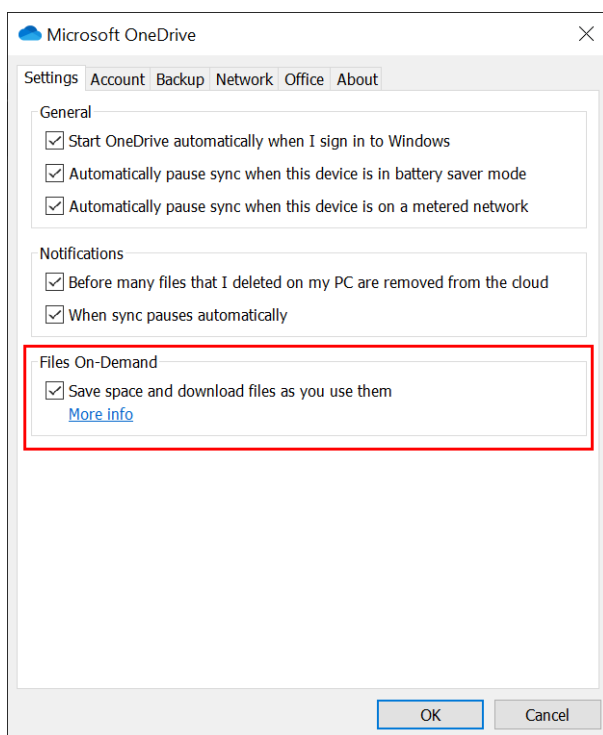 Microsoft OneDrive
Settings Account Backup Network Office About
General
Start OneDrive automatically when I sign in to Windows
Automatically pause sync when this device is in battery saver mode
Automatically pause sync when this device is on a metered network
Notifications
Before many files that I deleted on my PC are removed from the cloud
When sync pauses automatically
Files On-Demand
Save space and download files as you use them
More info
OK Cancel